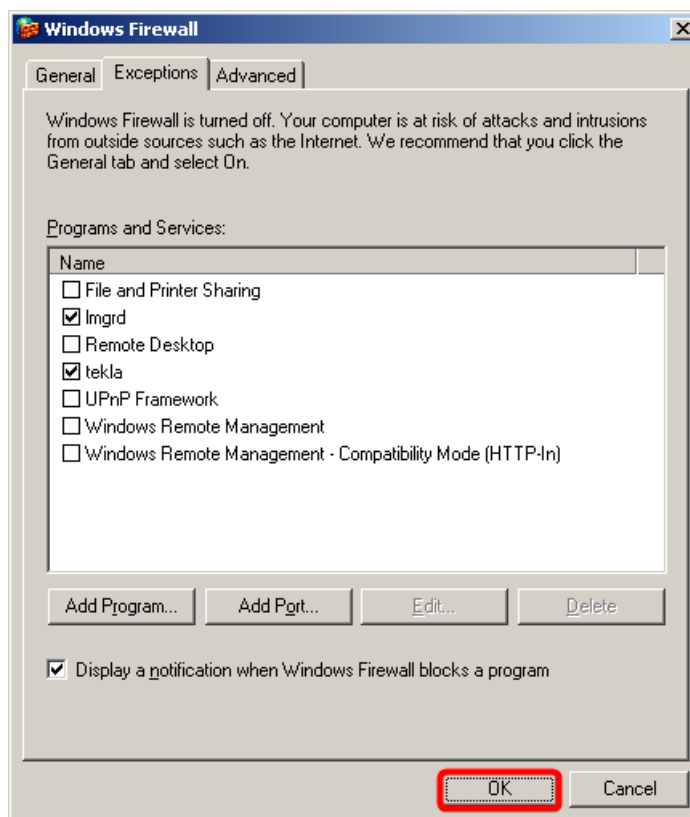 Windows Firewall
General Exceptions Advanced
Windows Firewall is turned off. Your computer is at risk of attacks and intrusions
from outside sources such as the Internet. We recommend that you click the
General tab and select On.
Programs and Services:
Name
File and Printer Sharing
lmgrd
Remote Desktop
tekla
UPnP Framework
Windows Remote Management
Windows Remote Management - Compatibility Mode (HTTP-In)
Add Program... Add Port... Edit... Delete
Display a notification when Windows Firewall blocks a program
OK Cancel